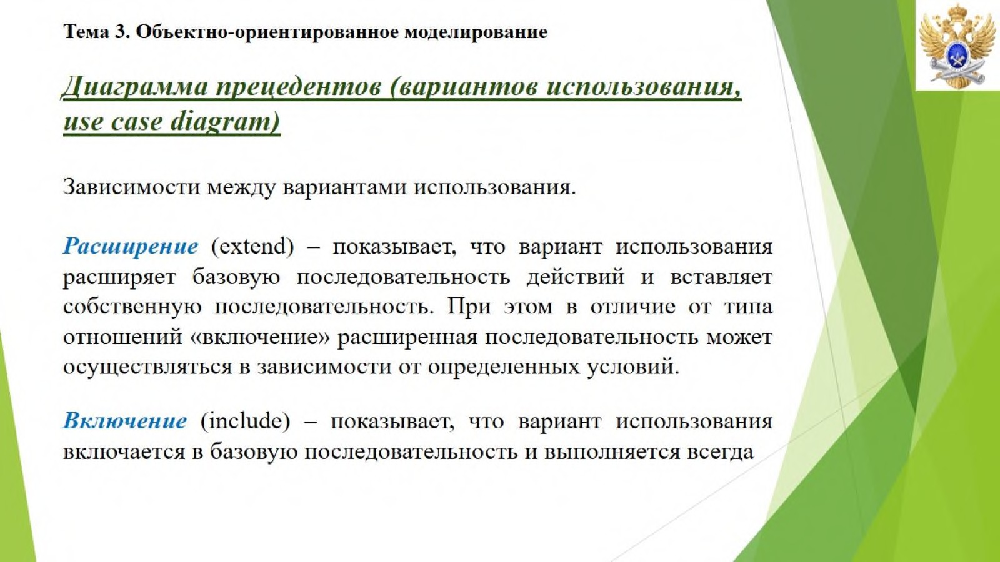 Тема 3. Объектно-ориентированное моделирование
Диаграмма прецедентов (вариантов использования,
use case diagram)
Зависимости между вариантами использования.
Расширение (extend) – показывает, что вариант использования
расширяет базовую последовательность действий и вставляет
собственную последовательность. При этом в отличие от типа
отношений «включение» расширенная последовательность может
осуществляться в зависимости от определенных условий.
Включение (include) – показывает, что вариант использования
включается в базовую последовательность и выполняется всегда